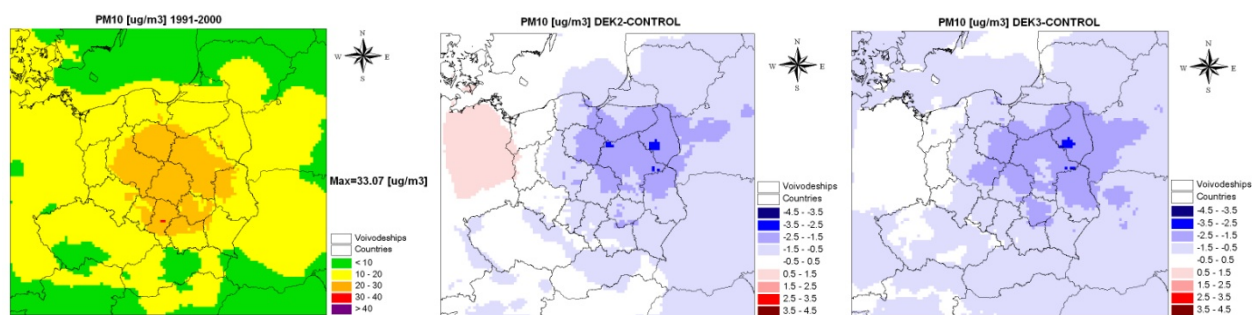 PM10 [ug/m3] 1991-2000
N
W E
S
Max=33.07 [ug/m3]
Voivodeships
Countries
< 10
10 - 20
20 - 30
30 - 40
> 40
PM10 [ug/m3] DEK2-CONTROL
N
W E
S
Voivodeships
Countries
-4.5 - -3.5
-3.5 - -2.5
-2.5 - -1.5
-1.5 - -0.5
-0.5 - 0.5
0.5 - 1.5
1.5 - 2.5
2.5 - 3.5
3.5 - 4.5
PM10 [ug/m3] DEK3-CONTROL
N
W E
S
Voivodeships
Countries
-4.5 - -3.5
-3.5 - -2.5
-2.5 - -1.5
-1.5 - -0.5
-0.5 - 0.5
0.5 - 1.5
1.5 - 2.5
2.5 - 3.5
3.5 - 4.5